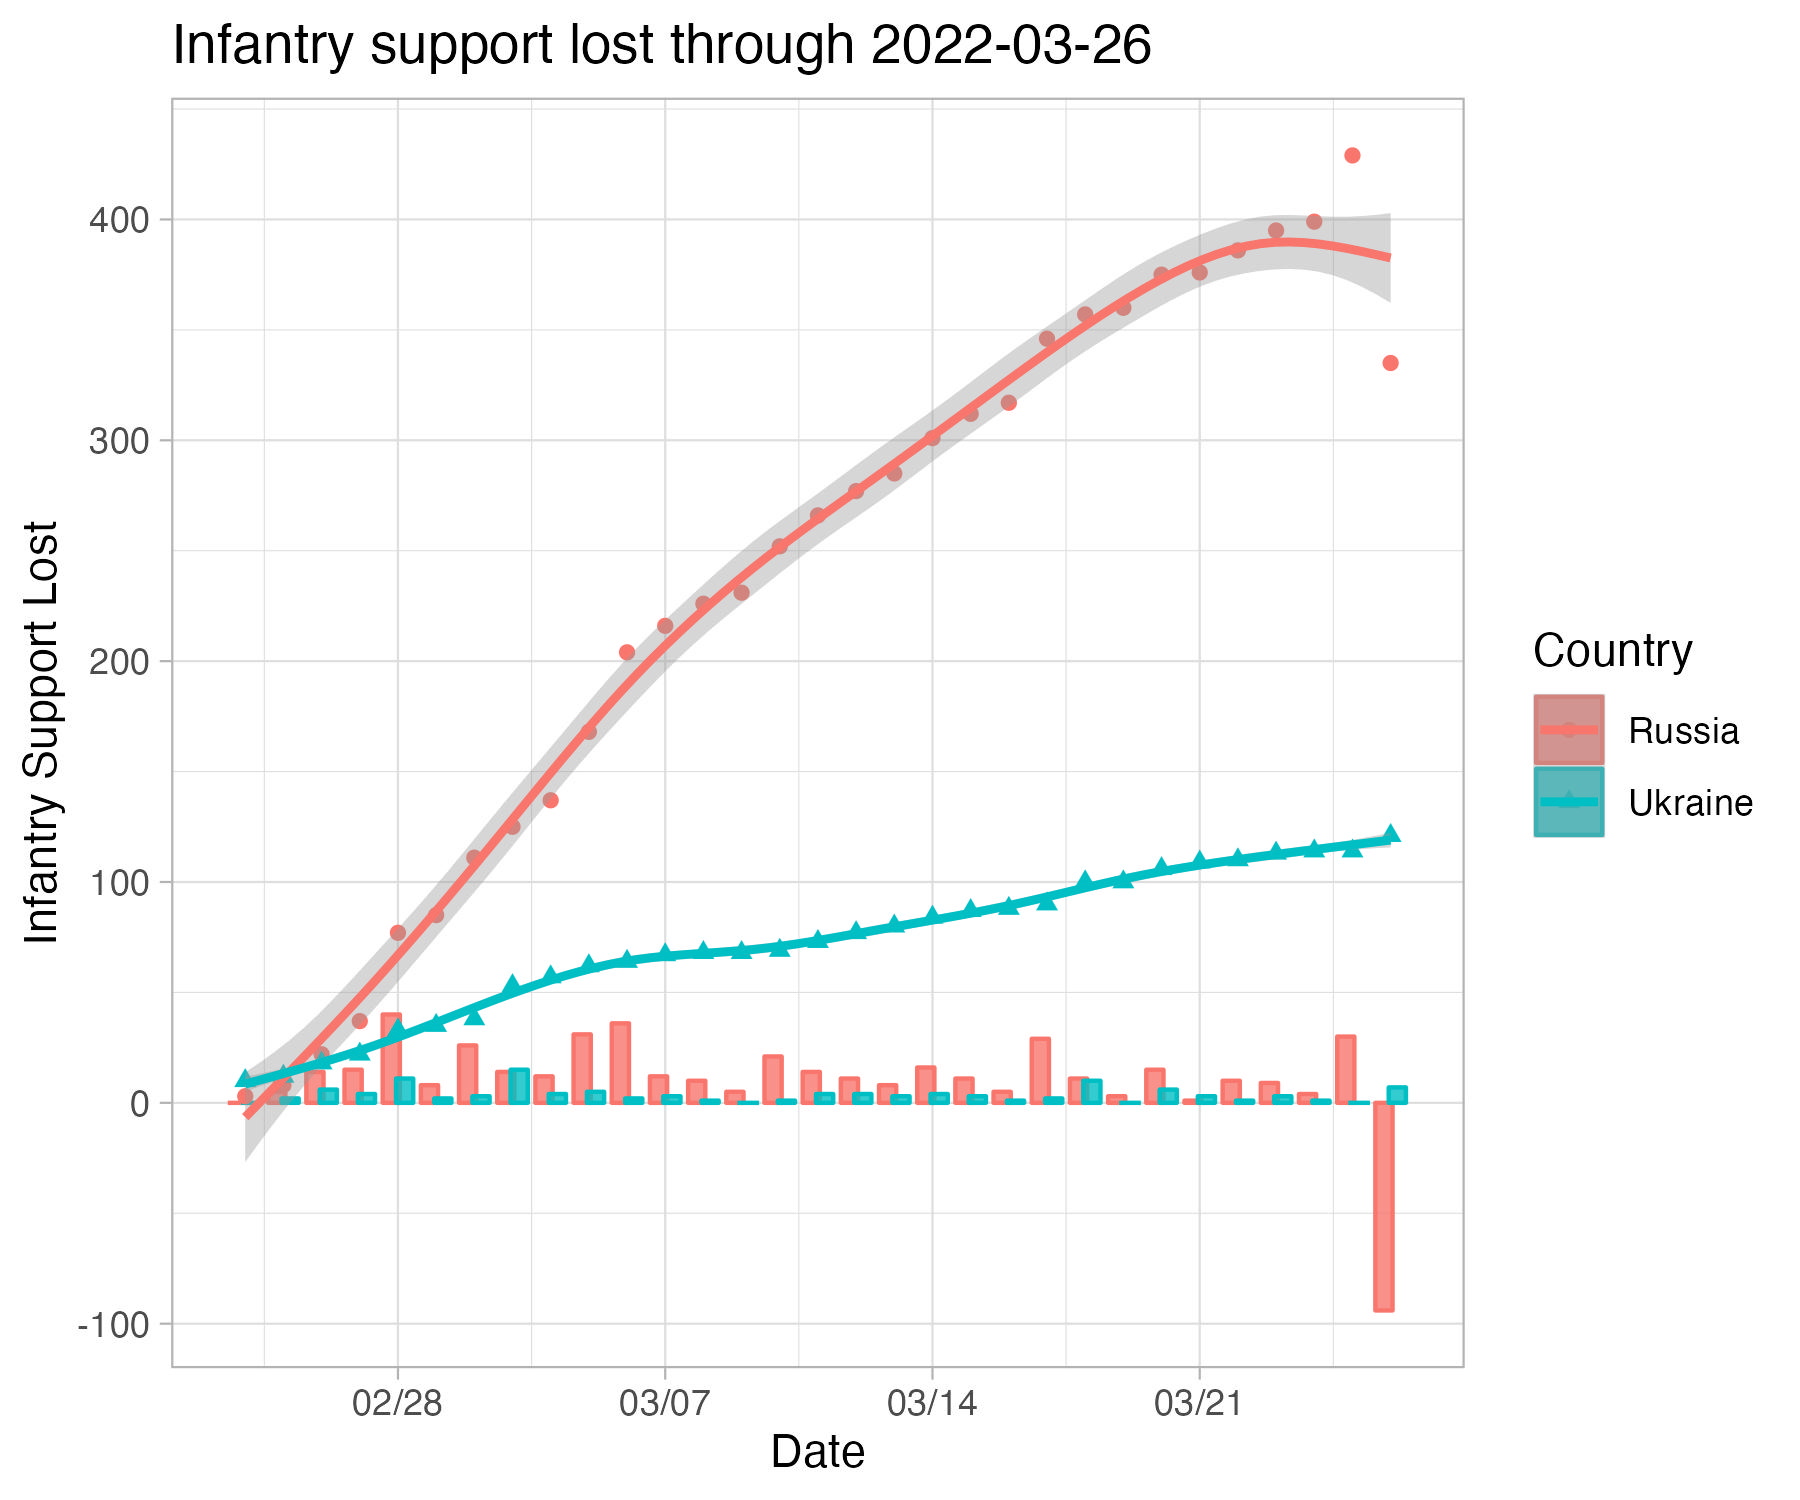 Infantry support lost through 2022-03-26
Infantry Support Lost
400
300
200
100
0
-100
02/28
03/07
03/14
03/21
Date
Country
Russia
Ukraine